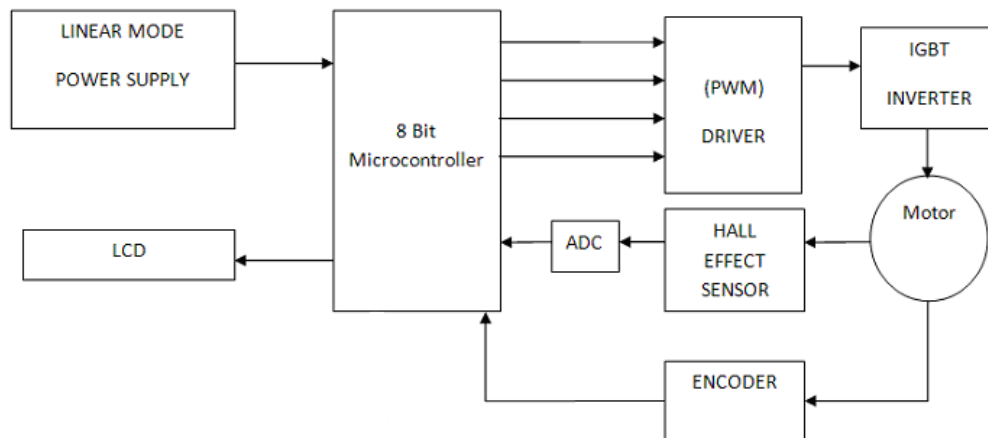 LINEAR MODE
POWER SUPPLY
8 Bit
Microcontroller
(PWM)
DRIVER
IGBT
INVERTER
Motor
LCD
ADC
HALL
EFFECT
SENSOR
ENCODER